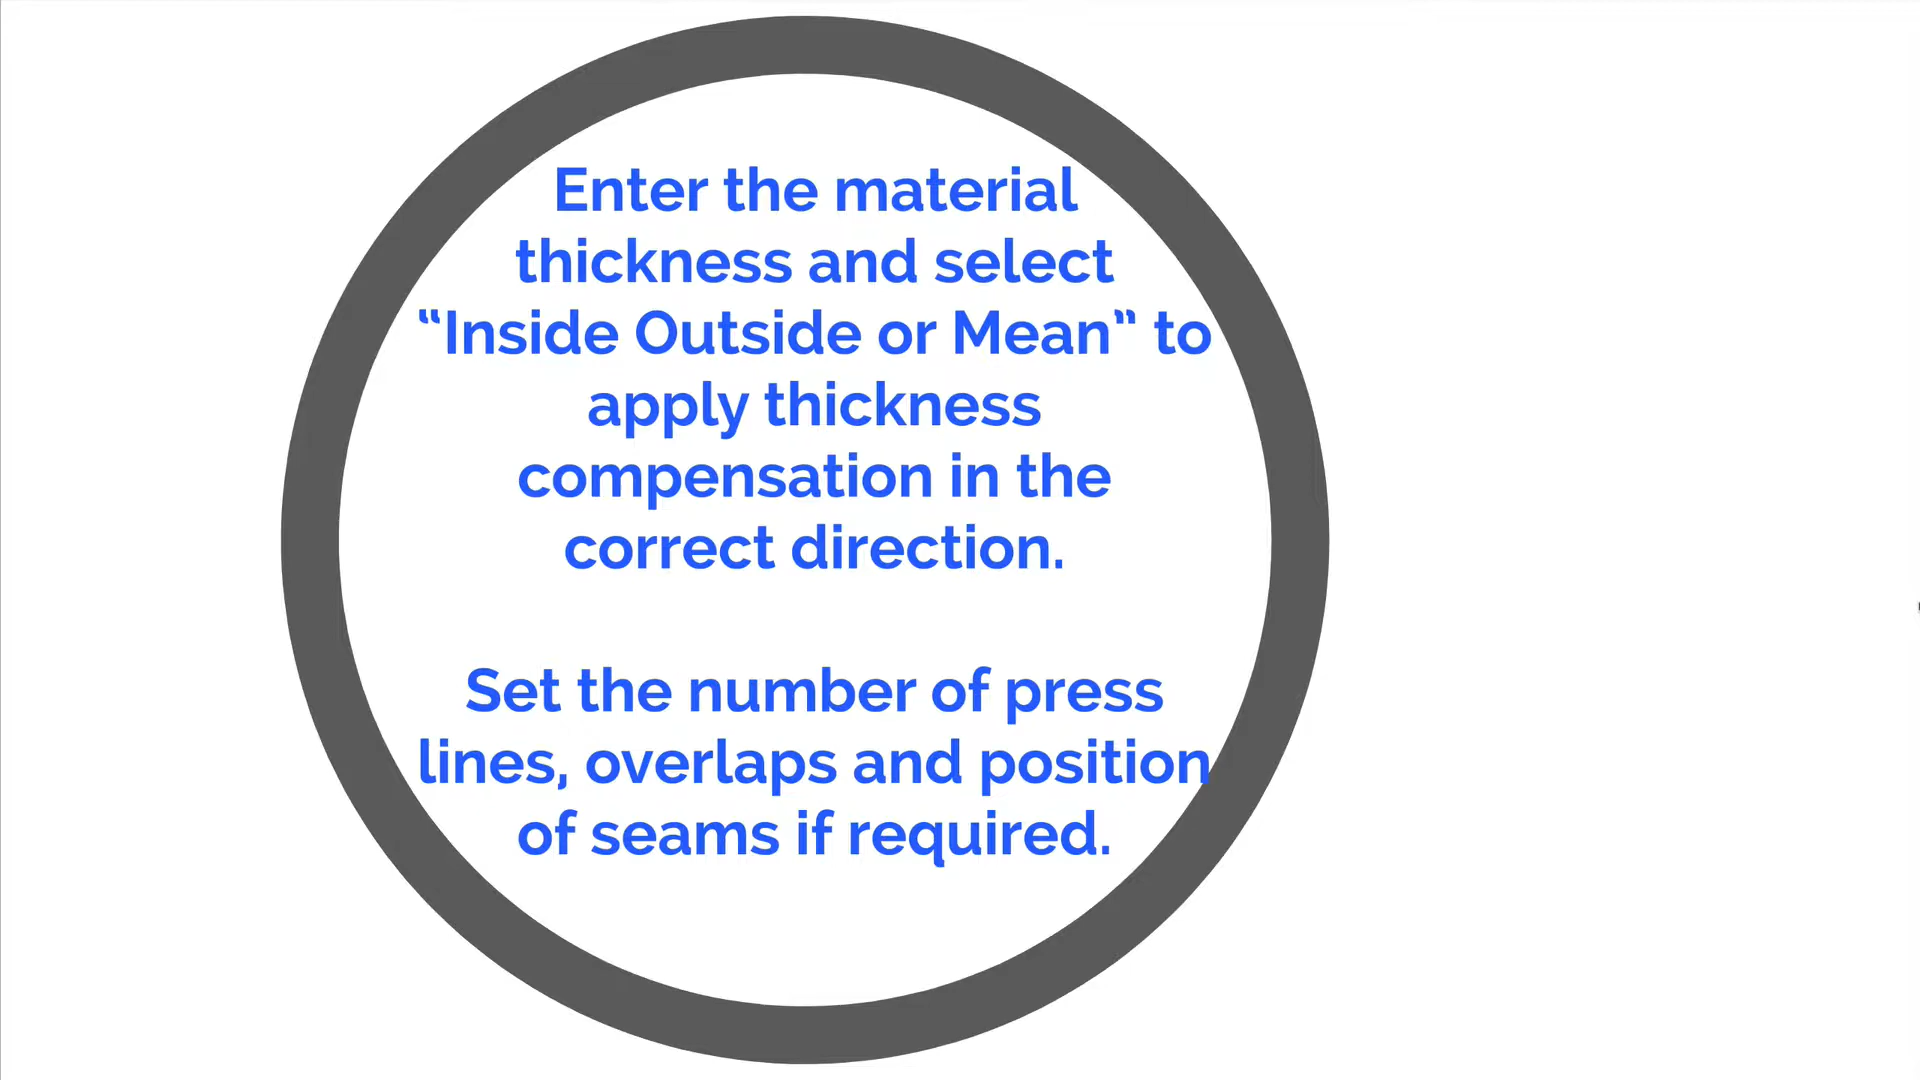 Enter the material
thickness and select
“Inside Outside or Mean” to
apply thickness
compensation in the
correct direction.
Set the number of press
lines, overlaps and position
of seams if required.